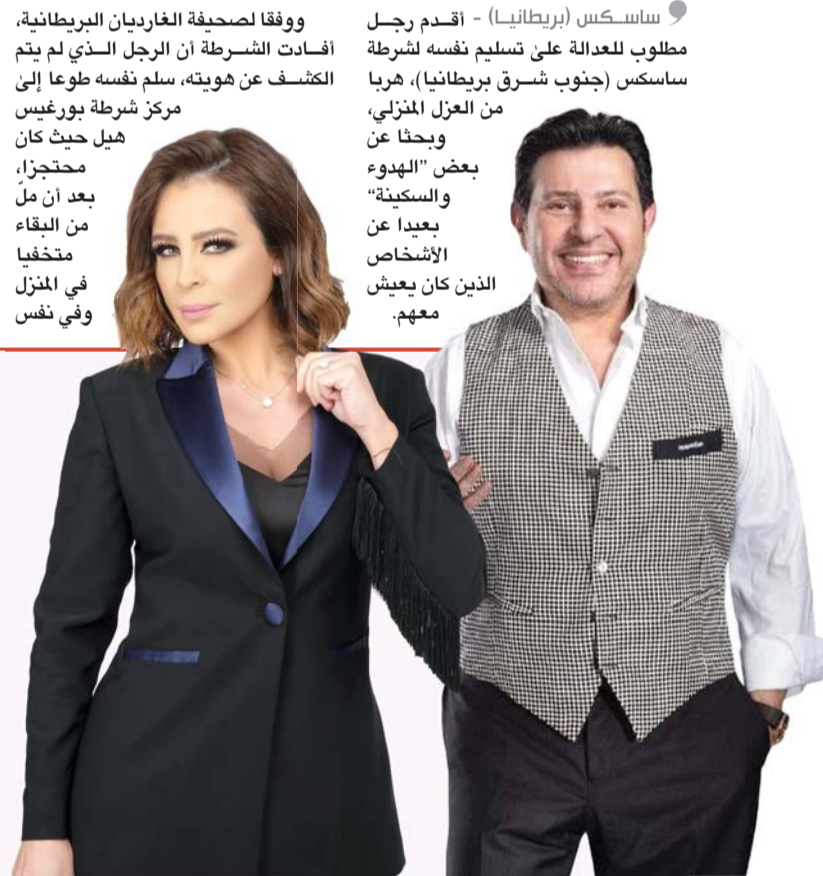 ساسكس (بريطانيا) - أقدم رجل
مطلوب للعدالة على تسليم نفسه لشرطة
ساسكس (جنوب شرق بريطانيا)، هربا
من العزل المنزلي،
وبحثا عن
بعض ”الهدوء
والسكينة“
بعيدا عن
الأشخاص
الذين كان يعيش
معهم.
ووفقا لصحيفة الغارديان البريطانية،
أفادت الشرطة أن الرجل الذي لم يتم
الكشف عن هويته، سلم نفسه طوعا إلى
مركز شرطة بورغيس
هيل حيث كان
محتجزا،
بعد أن ملّ
من البقاء
متخفيا
في المنزل
وفي نفس